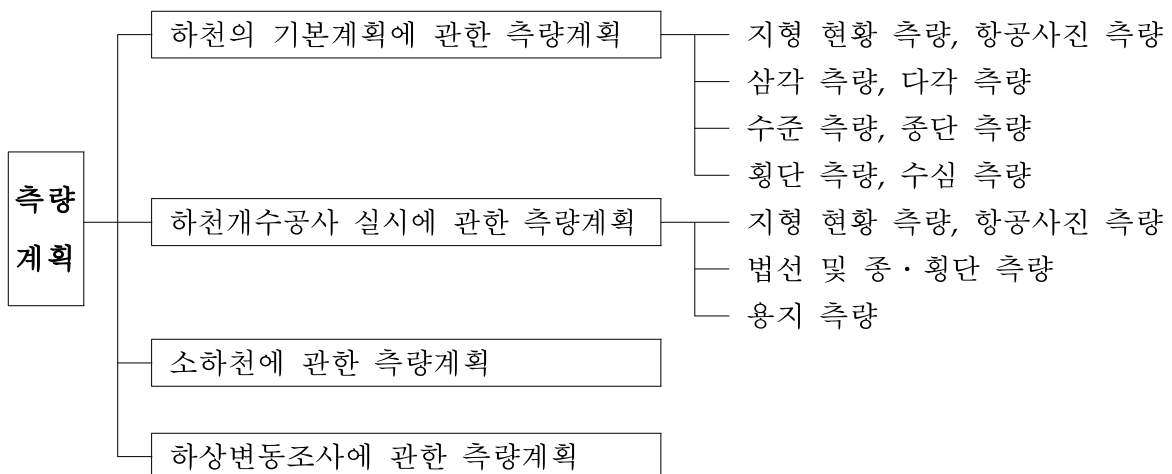 하천의 기본계획에 관한 측량계획
지형 현황 측량, 항공사진 측량
삼각 측량, 다각 측량
수준 측량, 종단 측량
횡단 측량, 수심 측량
측량
계획
하천개수공사 실시에 관한 측량계획
지형 현황 측량, 항공사진 측량
법선 및 종·횡단 측량
용지 측량
소하천에 관한 측량계획
하상변동조사에 관한 측량계획